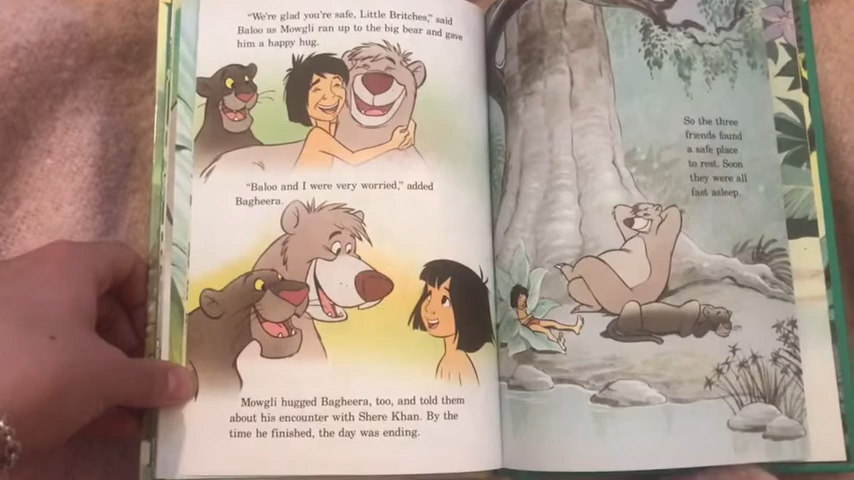 "We're glad you're safe, Little Britches," said
Baloo as Mowgli ran up to the big bear and gave
him a happy hug.
"Baloo and I were very worried," added
Bagheera.
Mowgli hugged Bagheera, too, and told them
about his encounter with Shere Khan. By the
time he finished, the day was ending.
So the three
friends found
a safe place
to rest. Soon
they were all
fast asleep.